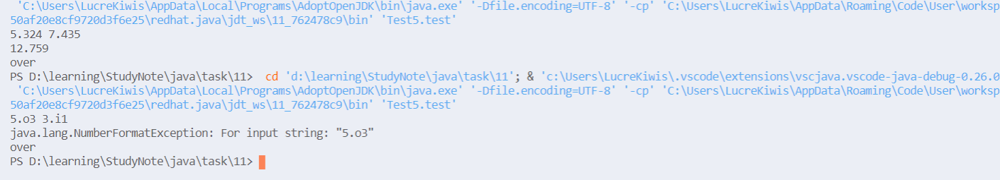 'C:\Users\LucreKiwis\AppData\Local\Programs\AdoptOpenJDK\bin\java.exe' '-Dfile.encoding=UTF-8' '-cp' 'C:\Users\LucreKiwis\AppData\Roaming\Code\User\worksp
50af20e8cf9720d3f6e25\redhat.java\jdt_ws\11_762478c9\bin' 'Test5.test'
5.324 7.435
12.759
over
PS D:\learning\StudyNote\java\task\11>  cd 'd:\learning\StudyNote\java\task\11'; & 'c:\Users\LucreKiwis\.vscode\extensions\vscjava.vscode-java-debug-0.26.0
'C:\Users\LucreKiwis\AppData\Local\Programs\AdoptOpenJDK\bin\java.exe' '-Dfile.encoding=UTF-8' '-cp' 'C:\Users\LucreKiwis\AppData\Roaming\Code\User\worksp
50af20e8cf9720d3f6e25\redhat.java\jdt_ws\11_762478c9\bin' 'Test5.test'
5.o3 3.i1
java.lang.NumberFormatException: For input string: "5.o3"
over
PS D:\learning\StudyNote\java\task\11>